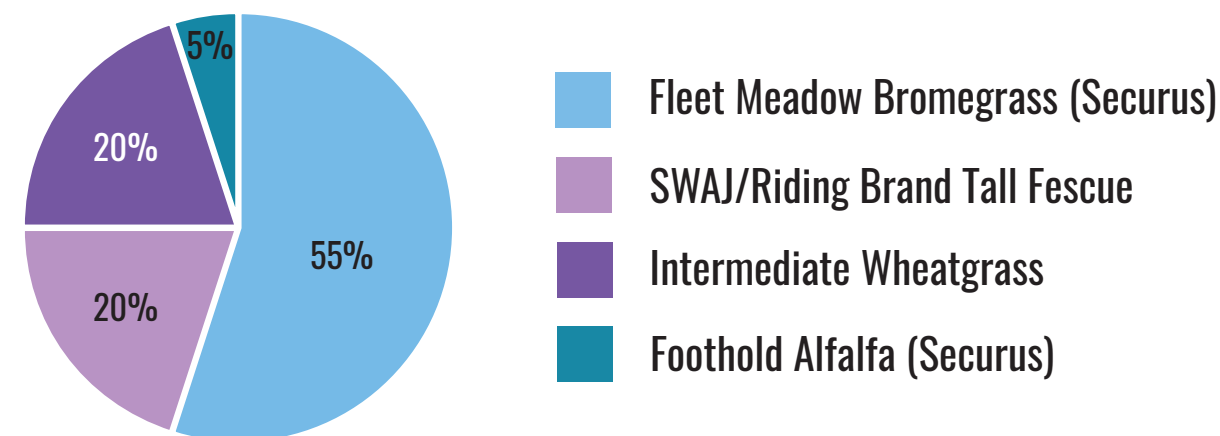 5%
20%
55%
20%
Fleet Meadow Bromegrass (Securus)
SWAJ/Riding Brand Tall Fescue
Intermediate Wheatgrass
Foothold Alfalfa (Securus)